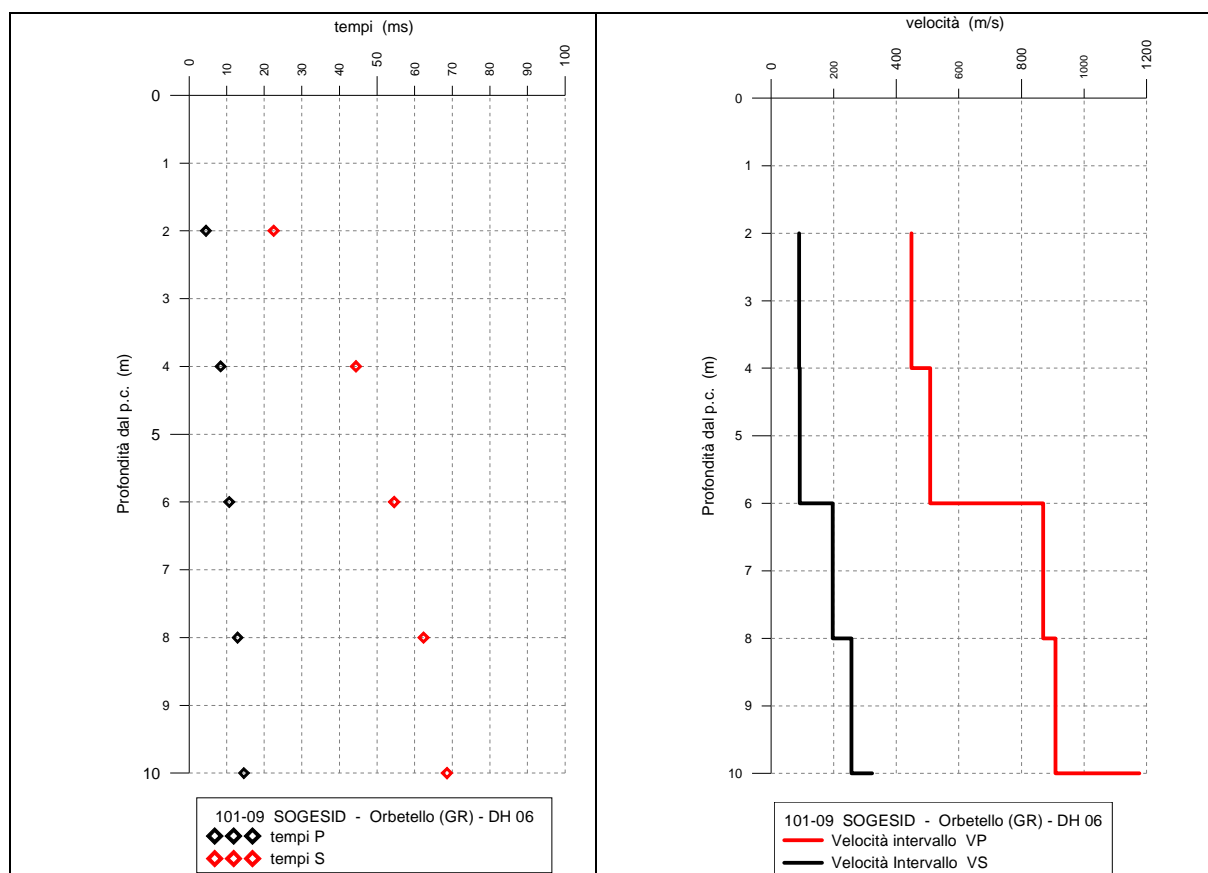 tempi (ms)
0 10 20 30 40 50 60 70 80 90 100
0
1
2
3
4
5
6
7
8
9
10
Profondità dal p.c. (m)
101-09 SOGESID - Orbetello (GR) - DH 06
tempi P
tempi S
velocità (m/s)
0 200 400 600 800 1000 1200
0
1
2
3
4
5
6
7
8
9
10
Profondità dal p.c. (m)
101-09 SOGESID - Orbetello (GR) - DH 06
Velocità intervallo VP
Velocità Intervallo VS